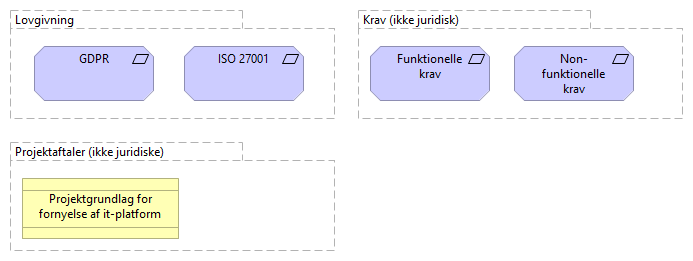 Lovgivning
GDPR
ISO 27001
Krav (ikke juridisk)
Funktionelle
krav
Non-
funktionelle
krav
Projektaftaler (ikke juridiske)
Projektgrundlag for
fornyelse af it-platform